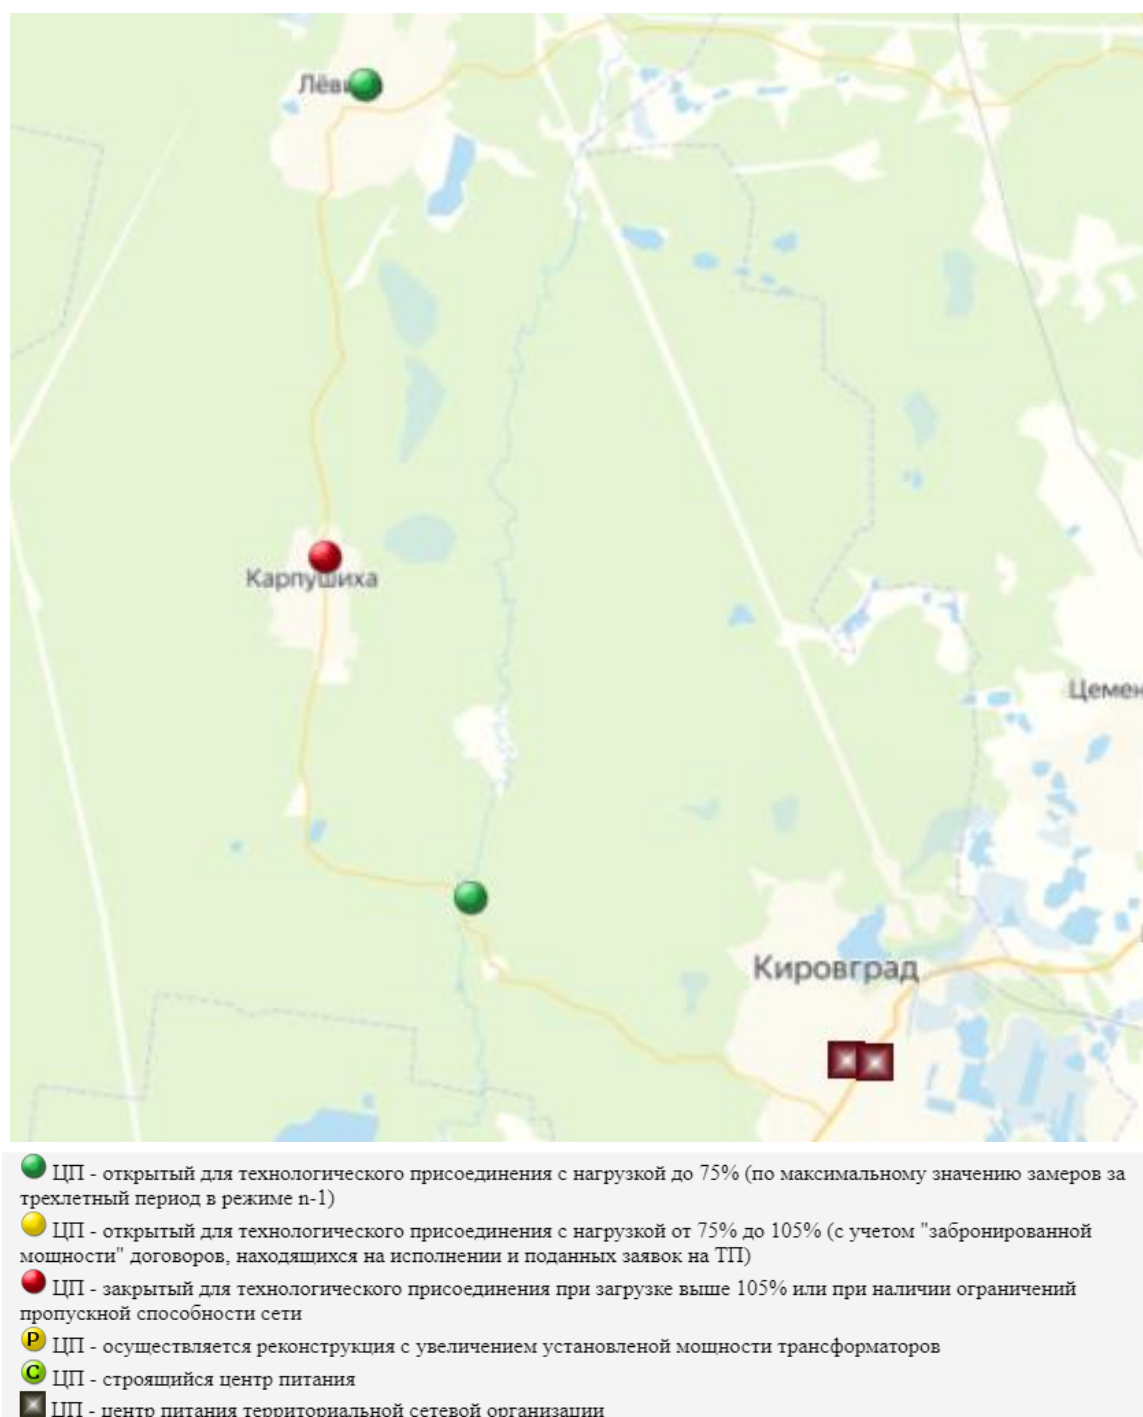 Карпушиха
Цемен
Кировград
ЦП - открытый для технологического присоединения с нагрузкой до 75% (по максимальному значению замеров за
трехлетный период в режиме n-1)
ЦП - открытый для технологического присоединения с нагрузкой от 75% до 105% (с учетом "забронированной
мощности" договоров, находящихся на исполнении и поданных заявок на ТП)
ЦП - закрытый для технологического присоединения при загрузке выше 105% или при наличии ограничений
пропускной способности сети
P ЦП - осуществляется реконструкция с увеличением установленой мощности трансформаторов
C ЦП - строящийся центр питания
ЦП - центр питания территориальной сетевой организации